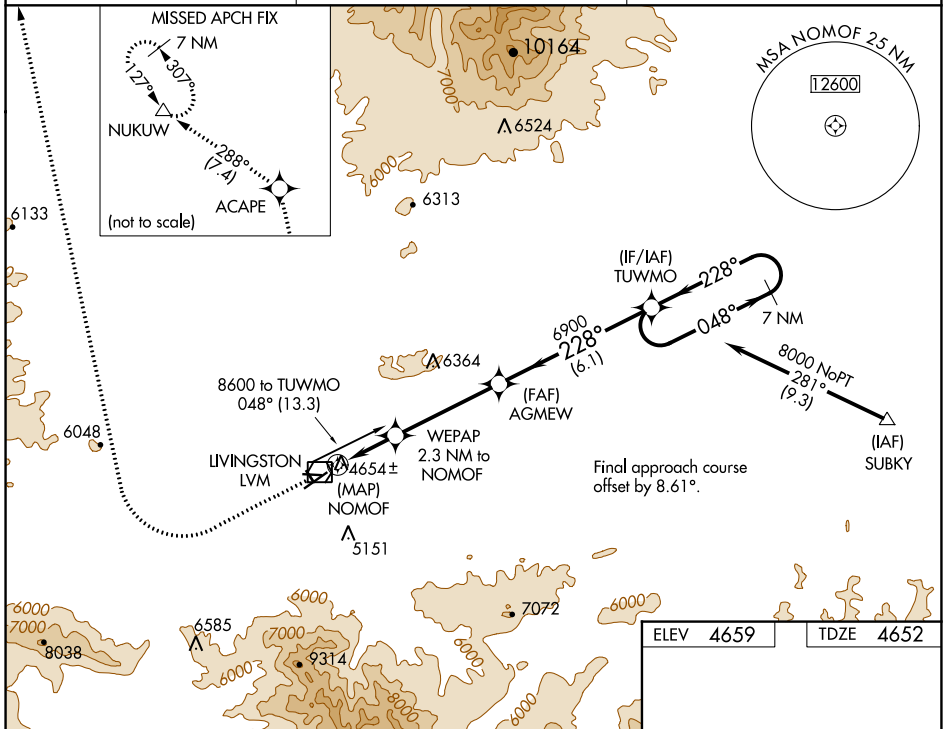 MISSED APCH FIX
7 NM
307°
127°
NUKUW
288°
(7.4)
ACAPE
(not to scale)
10164
7000
6524
6000
6313
MSA NOMOF 25 NM
12600
6133
(IF/IAF)
TUWMO
228°
048°
7 NM
6900
228°
(6.1)
8000 NoPT
281°
(9.3)
(IAF)
SUBKY
6364
(FAF)
AGMEW
8600 to TUWMO
048° (13.3)
6048
WEPAP
2.3 NM to
NOMOF
LIVINGSTON
LVM
4654±
(MAP)
NOMOF
Final approach course
offset by 8.61°.
5151
6000
7000
8038
6585
6000
6000
7000
9314
8000
7072
6000
6000
6000
ELEV 4659
TDZE 4652